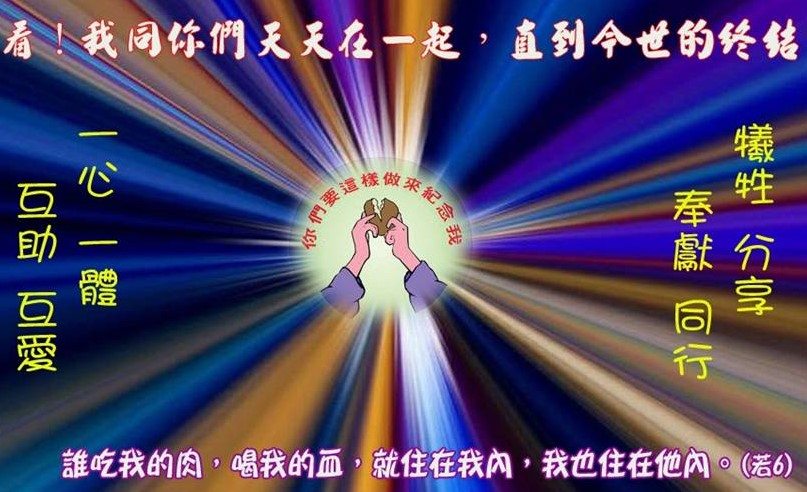 看！我同你們天天在一起，直到今世的终结
你們要這樣做來紀念我
犧牲 分享
奉獻 同行
一心 一體
互助 互愛
誰吃我的肉，喝我的血，就住在我內，我也住在他內。(若6)